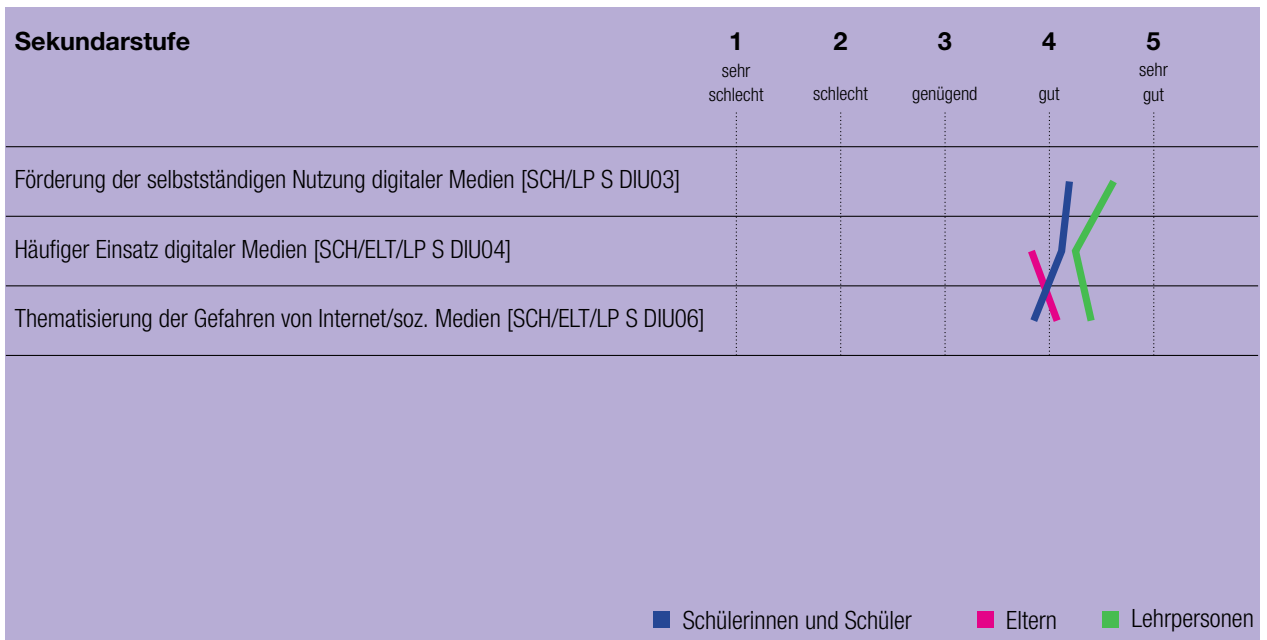 Sekundarstufe 1 2 3 4 5
sehr schlecht schlecht genügend gut sehr gut
Förderung der selbstständigen Nutzung digitaler Medien [SCH/LP S DIU03]
Häufiger Einsatz digitaler Medien [SCH/ELT/LP S DIU04]
Thematisierung der Gefahren von Internet/soz. Medien [SCH/ELT/LP S DIU06]
Schülerinnen und Schüler Eltern Lehrpersonen